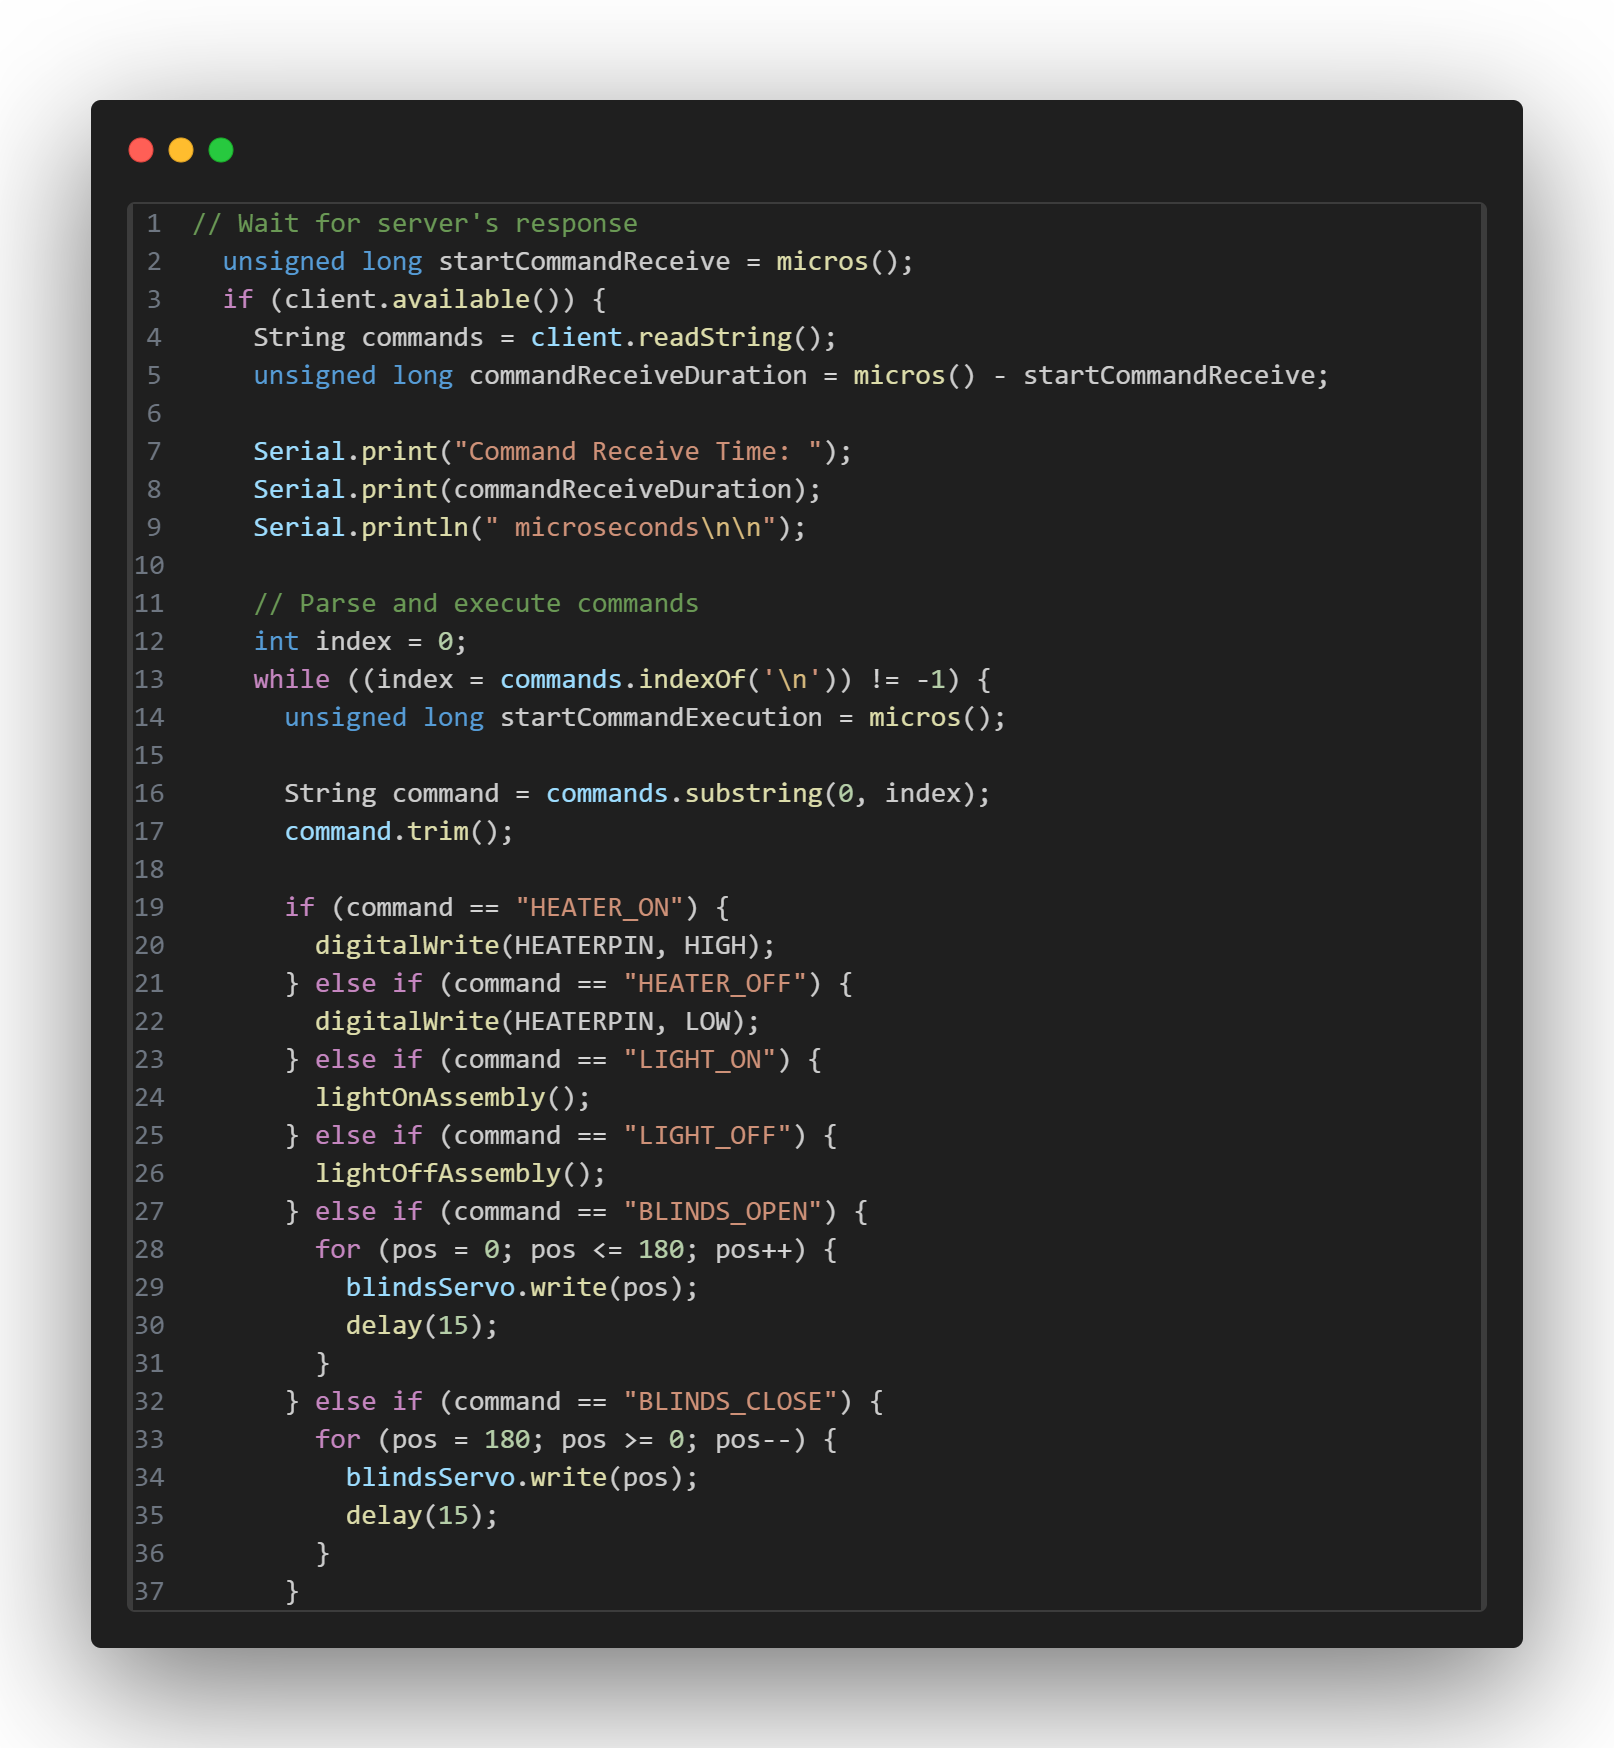 1 // Wait for server's response
2   unsigned long startCommandReceive = micros();
3   if (client.available()) {
4     String commands = client.readString();
5     unsigned long commandReceiveDuration = micros() - startCommandReceive;
6
7     Serial.print("Command Receive Time: ");
8     Serial.print(commandReceiveDuration);
9     Serial.println(" microseconds\n\n");
10
11     // Parse and execute commands
12     int index = 0;
13     while ((index = commands.indexOf('\n')) != -1) {
14       unsigned long startCommandExecution = micros();
15
16       String command = commands.substring(0, index);
17       command.trim();
18
19       if (command == "HEATER_ON") {
20         digitalWrite(HEATERPIN, HIGH);
21       } else if (command == "HEATER_OFF") {
22         digitalWrite(HEATERPIN, LOW);
23       } else if (command == "LIGHT_ON") {
24         lightOnAssembly();
25       } else if (command == "LIGHT_OFF") {
26         lightOffAssembly();
27       } else if (command == "BLINDS_OPEN") {
28         for (pos = 0; pos <= 180; pos++) {
29           blindsServo.write(pos);
30           delay(15);
31         }
32       } else if (command == "BLINDS_CLOSE") {
33         for (pos = 180; pos >= 0; pos--) {
34           blindsServo.write(pos);
35           delay(15);
36         }
37       }